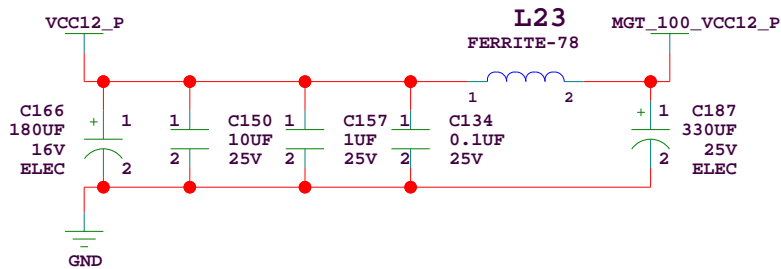 VCC12_P
L23
FERRITE-78
MGT_100_VCC12_P
1
2
C166
180UF
16V
ELEC
+
1
2
1
2
C150
10UF
25V
1
2
C157
1UF
25V
1
2
C134
0.1UF
25V
+
1
2
C187
330UF
25V
ELEC
GND